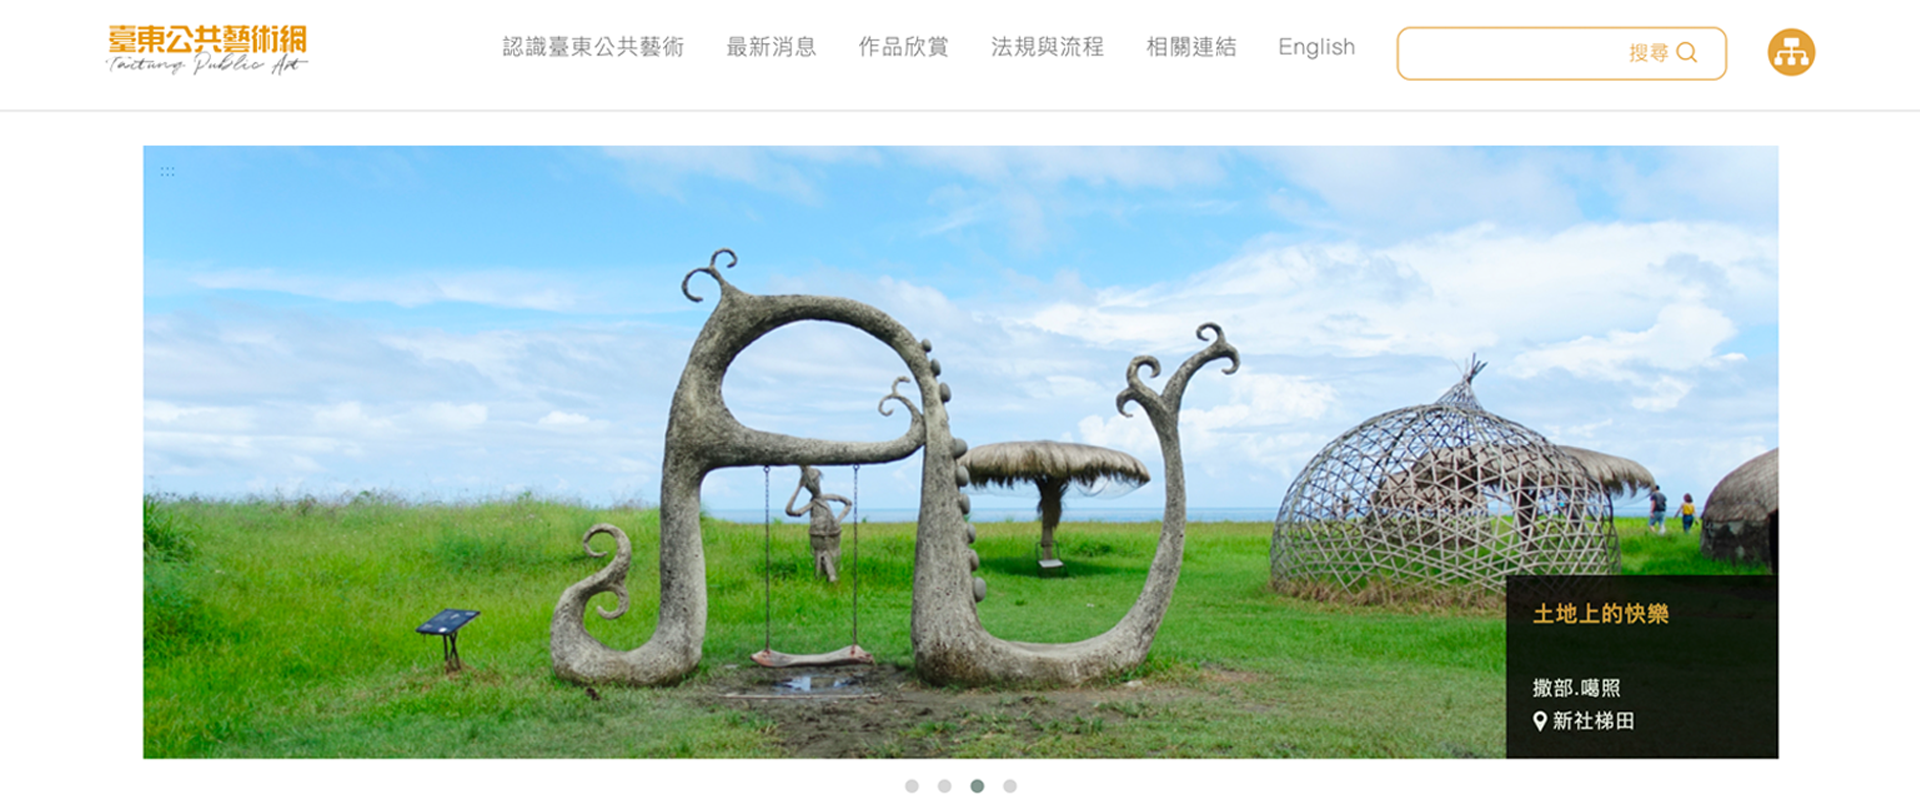 臺東公共藝術網
Taitung Public Art
認識臺東公共藝術 最新消息 作品欣賞 法規與流程 相關連結 English 搜尋
:::
土地上的快樂
撒部.噶照
新社梯田